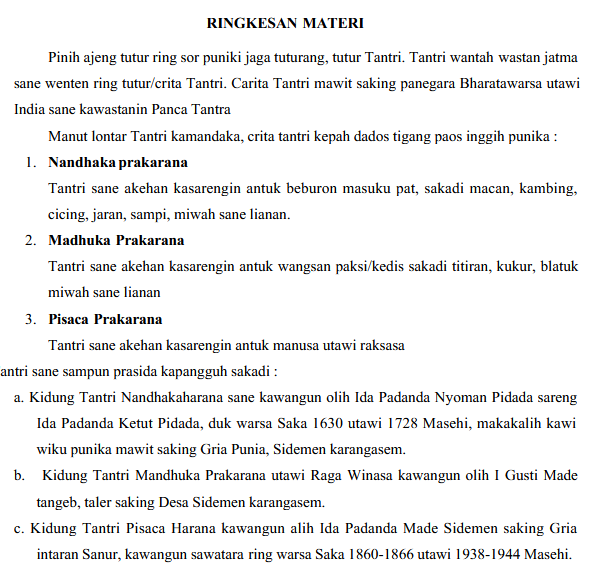 RINGKESAN MATERI
Pinih ajeng tutur ring sor puniki jaga tuturang, tutur Tantri. Tantri wantah wastan jatma
sane wenten ring tutur/crita Tantri. Carita Tantri mawit saking panegara Bharatawarsa utawi
India sane kawastanin Panca Tantra
Manut lontar Tantri kamandaka, crita tantri kepah dados tigang paos inggih punika :
1. Nandhaka prakarana
Tantri sane akehan kasarengin antuk beburon masuku pat, sakadi macan, kambing,
cicing, jaran, sampi, miwah sane lianan.
2. Madhuka Prakarana
Tantri sane akehan kasarengin antuk wangsan paksi/kedis sakadi titiran, kukur, blatuk
miwah sane lianan
3. Pisaca Prakarana
Tantri sane akehan kasarengin antuk manusa utawi raksasa
antri sane sampun prasida kapangguh sakadi :
a. Kidung Tantri Nandhakaharana sane kawangun olih Ida Padanda Nyoman Pidada sareng
Ida Padanda Ketut Pidada, duk warsa Saka 1630 utawi 1728 Masehi, makakalih kawi
wiku punika mawit saking Gria Punia, Sidemen karangasem.
b. Kidung Tantri Mandhuka Prakarana utawi Raga Winasa kawangun olih I Gusti Made
tangeb, taler saking Desa Sidemen karangasem.
c. Kidung Tantri Pisaca Harana kawangun alih Ida Padanda Made Sidemen saking Gria
intaran Sanur, kawangun sawatara ring warsa Saka 1860-1866 utawi 1938-1944 Masehi.